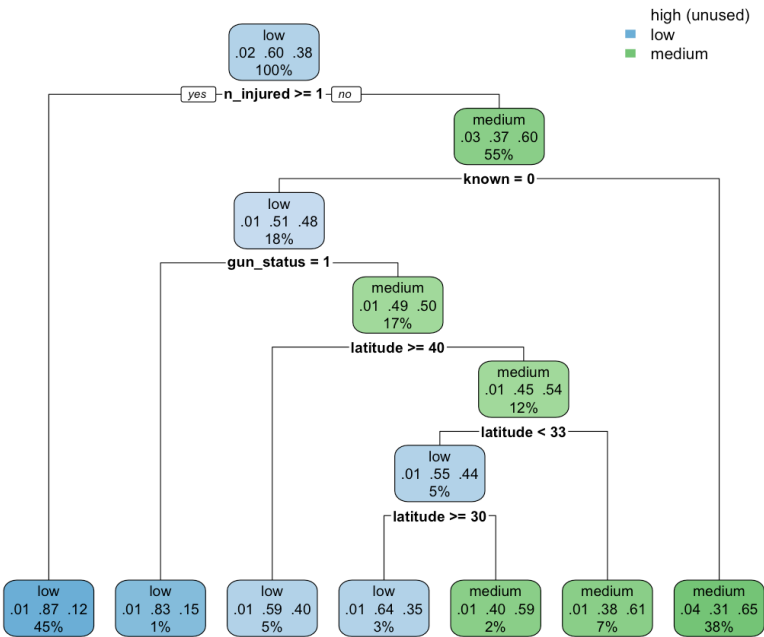 high (unused)
low
medium
low
.02 .60 .38
100%
yes n_injured >= 1 no
medium
.03 .37 .60
55%
known = 0
low
.01 .51 .48
18%
gun_status = 1
medium
.01 .49 .50
17%
latitude >= 40
medium
.01 .45 .54
12%
latitude < 33
low
.01 .55 .44
5%
latitude >= 30
low
.01 .87 .12
45%
low
.01 .83 .15
1%
low
.01 .59 .40
5%
low
.01 .64 .35
3%
medium
.01 .40 .59
2%
medium
.01 .38 .61
7%
medium
.04 .31 .65
38%